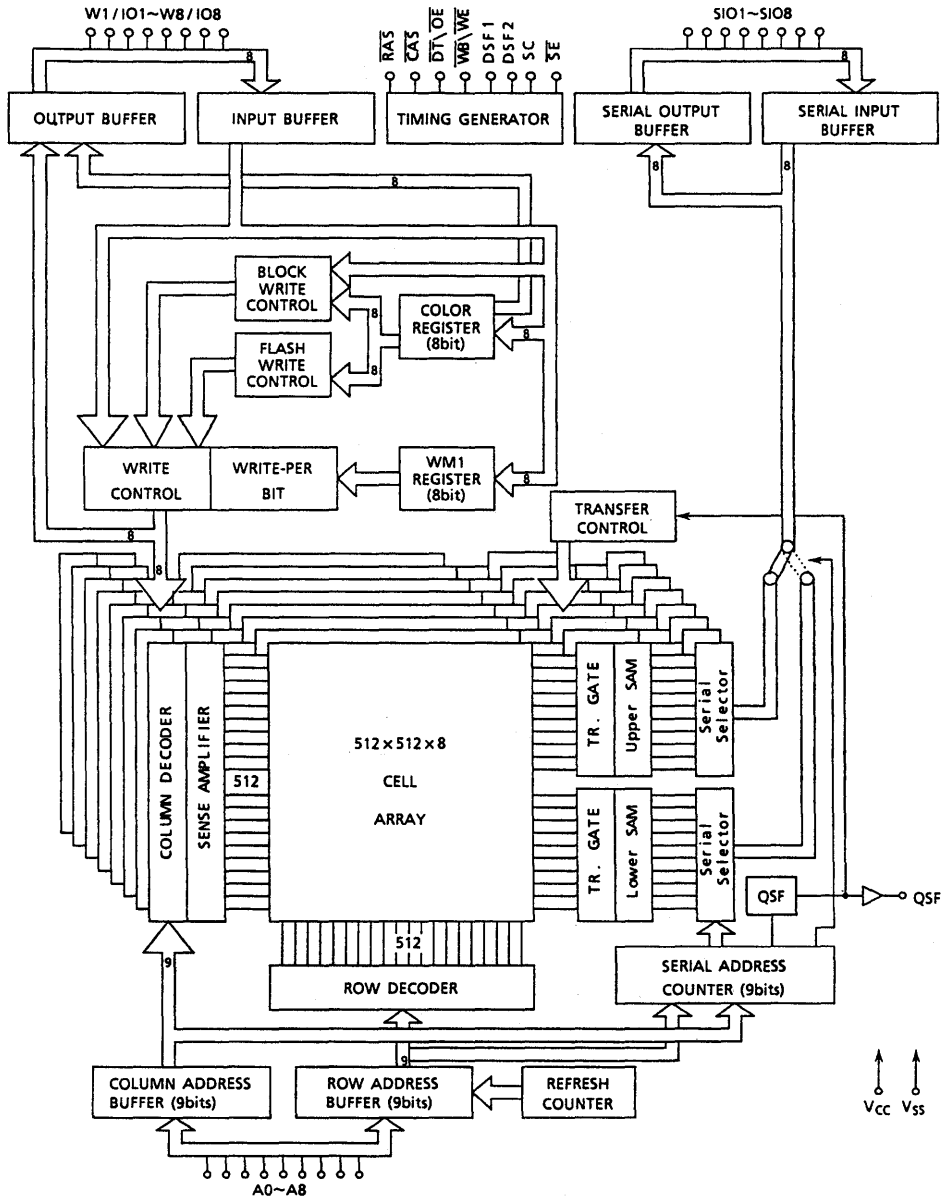 W1/IO1~W8/IO8
SIO1~SIO8
RAS
CAS
DT\OE
WB\WE
DSF1
DSF2
SC
SE
8
8
OUTPUT BUFFER
INPUT BUFFER
TIMING GENERATOR
SERIAL OUTPUT
BUFFER
SERIAL INPUT
BUFFER
8
8
8
BLOCK
WRITE
CONTROL
COLOR
REGISTER
(8bit)
8
8
FLASH
WRITE
CONTROL
8
WRITE
CONTROL
WRITE-PER
BIT
WM1
REGISTER
(8bit)
8
TRANSFER
CONTROL
8
8
COLUMN DECODER
SENSE AMPLIFIER
512
512×512×8
CELL
ARRAY
TR. GATE
Upper SAM
Serial
Selector
TR. GATE
Lower SAM
Serial
Selector
QSF
QSF
512
9
ROW DECODER
SERIAL ADDRESS
COUNTER (9bits)
9
COLUMN ADDRESS
BUFFER (9bits)
ROW ADDRESS
BUFFER (9bits)
REFRESH
COUNTER
VCC
VSS
A0~A8